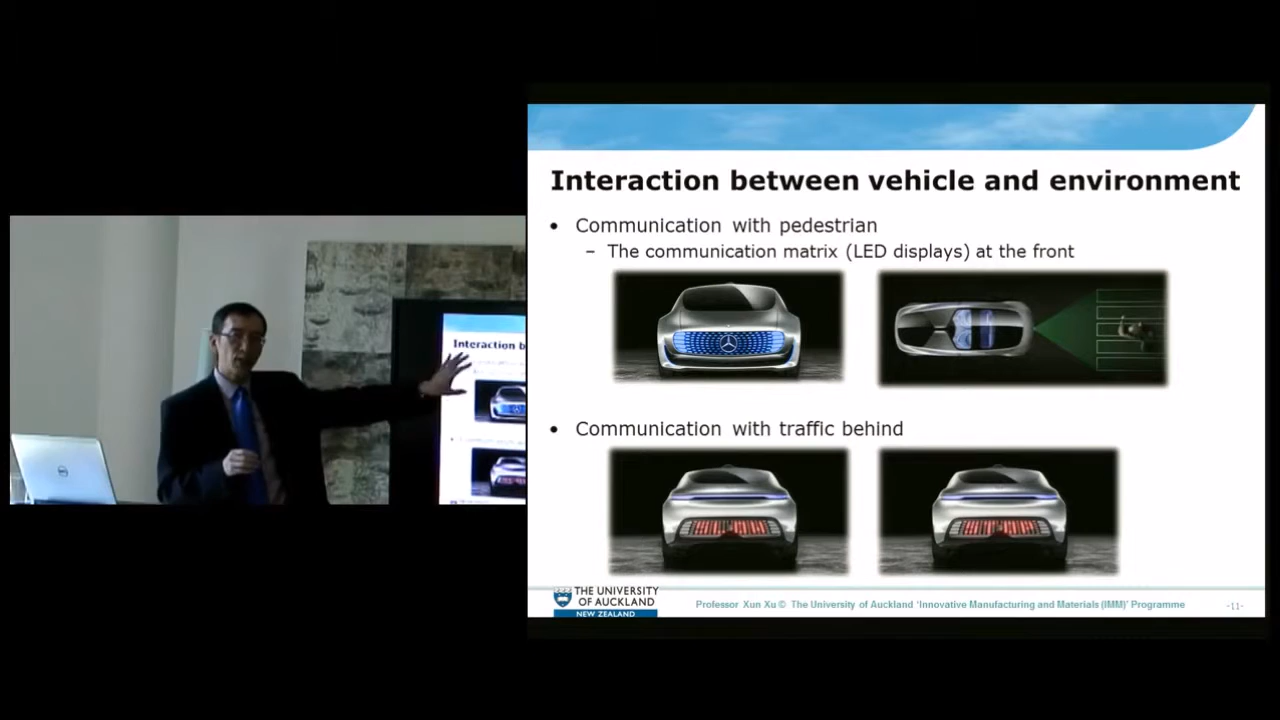 Interaction between vehicle and environment
• Communication with pedestrian
– The communication matrix (LED displays) at the front
• Communication with traffic behind
THE UNIVERSITY
OF AUCKLAND
NEW ZEALAND
Professor Xun Xu © The University of Auckland ‘Innovative Manufacturing and Materials (IMM)’ Programme
-11-
Interaction b
DELL